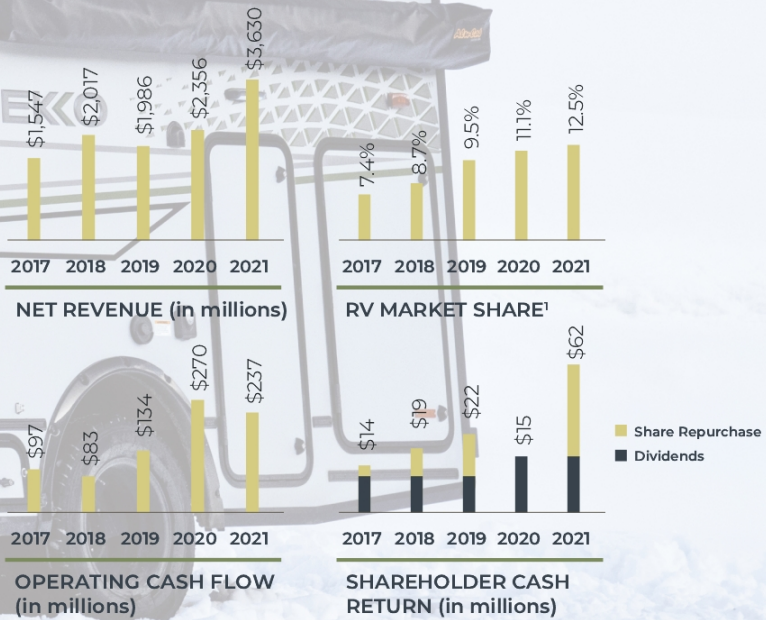 EKKO
$1,547 $2,017 $1,986 $2,356 $3,630
2017 2018 2019 2020 2021
NET REVENUE (in millions)
7.4% 8.7% 9.5% 11.1% 12.5%
2017 2018 2019 2020 2021
RV MARKET SHARE¹
$97 $83 $134 $270 $237
2017 2018 2019 2020 2021
OPERATING CASH FLOW
(in millions)
$14 $19 $22 $15 $62
2017 2018 2019 2020 2021
SHAREHOLDER CASH
RETURN (in millions)
Share Repurchase
Dividends